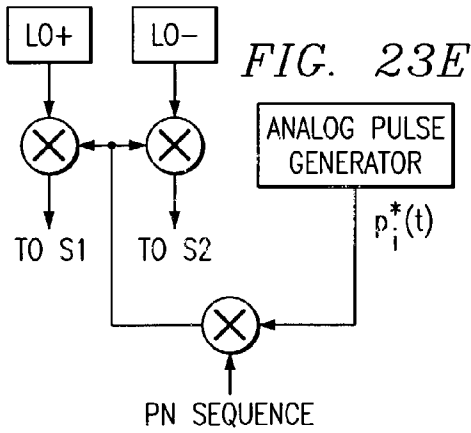 LO+
LO−
FIG. 23E
ANALOG PULSE
GENERATOR
p*i(t)
TO S1
TO S2
PN SEQUENCE